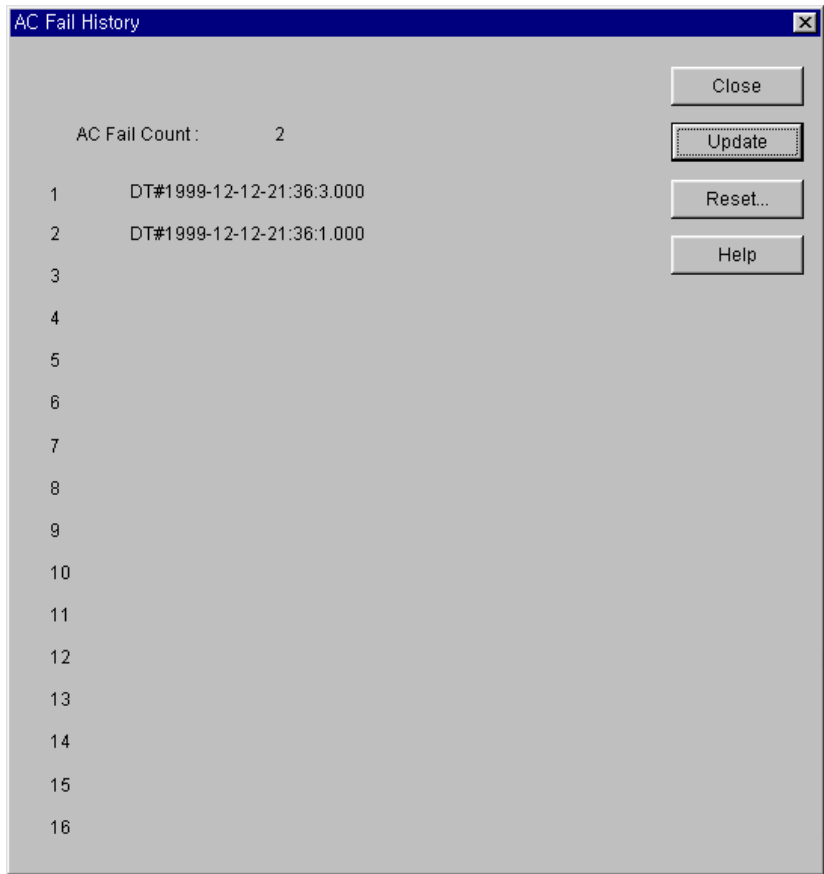 AC Fail History
Close
AC Fail Count : 2
Update
1 DT#1999-12-12-21:36:3.000
Reset...
2 DT#1999-12-12-21:36:1.000
Help
3
4
5
6
7
8
9
10
11
12
13
14
15
16